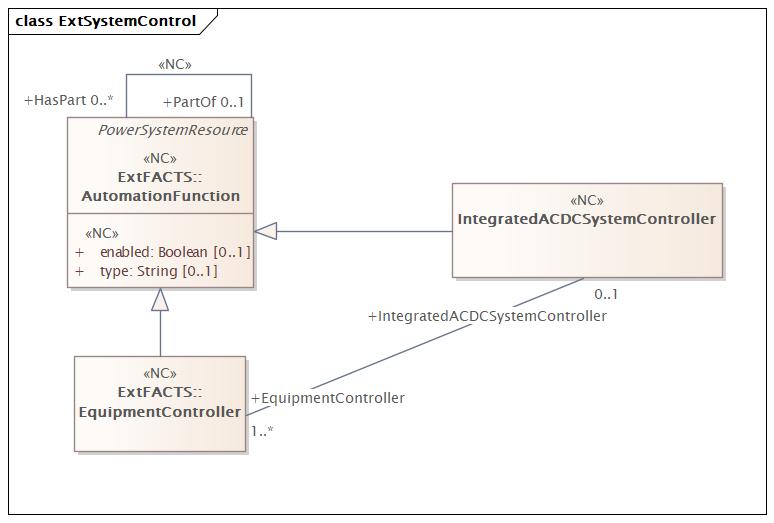 class ExtSystemControl
«NC»
+HasPart 0..*
+PartOf 0..1
PowerSystemResource
«NC»
ExtFACTS::
AutomationFunction
«NC»
+ enabled: Boolean [0..1]
+ type: String [0..1]
«NC»
IntegratedACDCSystemController
0..1
+IntegratedACDCSystemController
«NC»
ExtFACTS::
EquipmentController
+EquipmentController
1..*